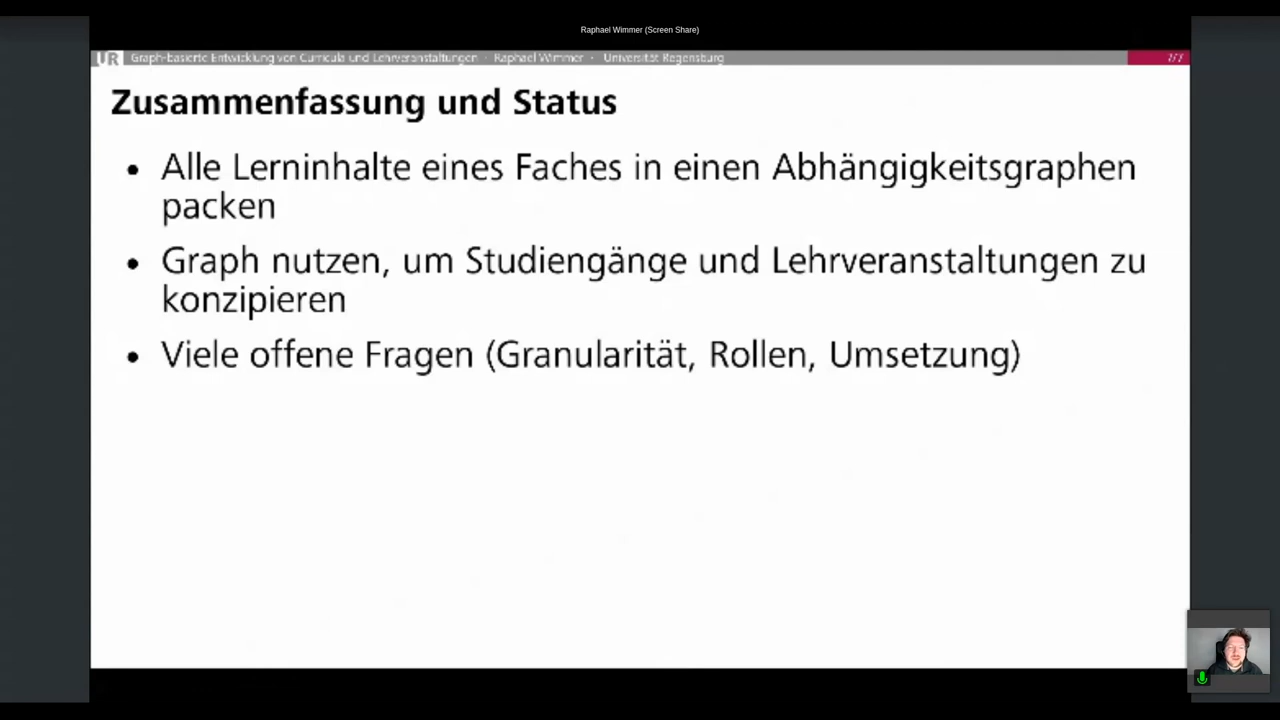 Raphael Wimmer (Screen Share)
UR Graph-basierte Entwicklung von Curricula und Lehrveranstaltungen · Raphael Wimmer · Universität Regensburg 7/7
Zusammenfassung und Status
• Alle Lerninhalte eines Faches in einen Abhängigkeitsgraphen
packen
• Graph nutzen, um Studiengänge und Lehrveranstaltungen zu
konzipieren
• Viele offene Fragen (Granularität, Rollen, Umsetzung)